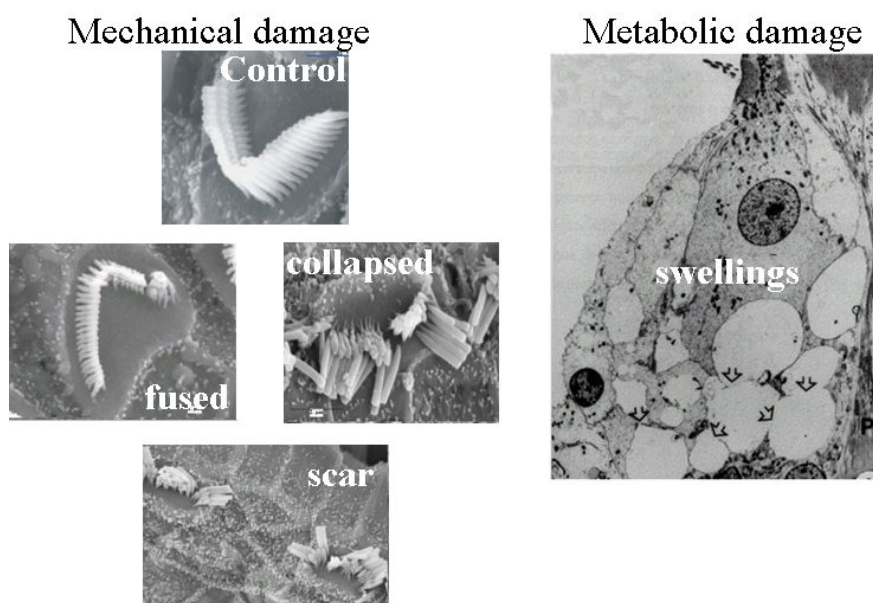 Mechanical damage
Metabolic damage
Control
collapsed
swellings
fused
scar
P